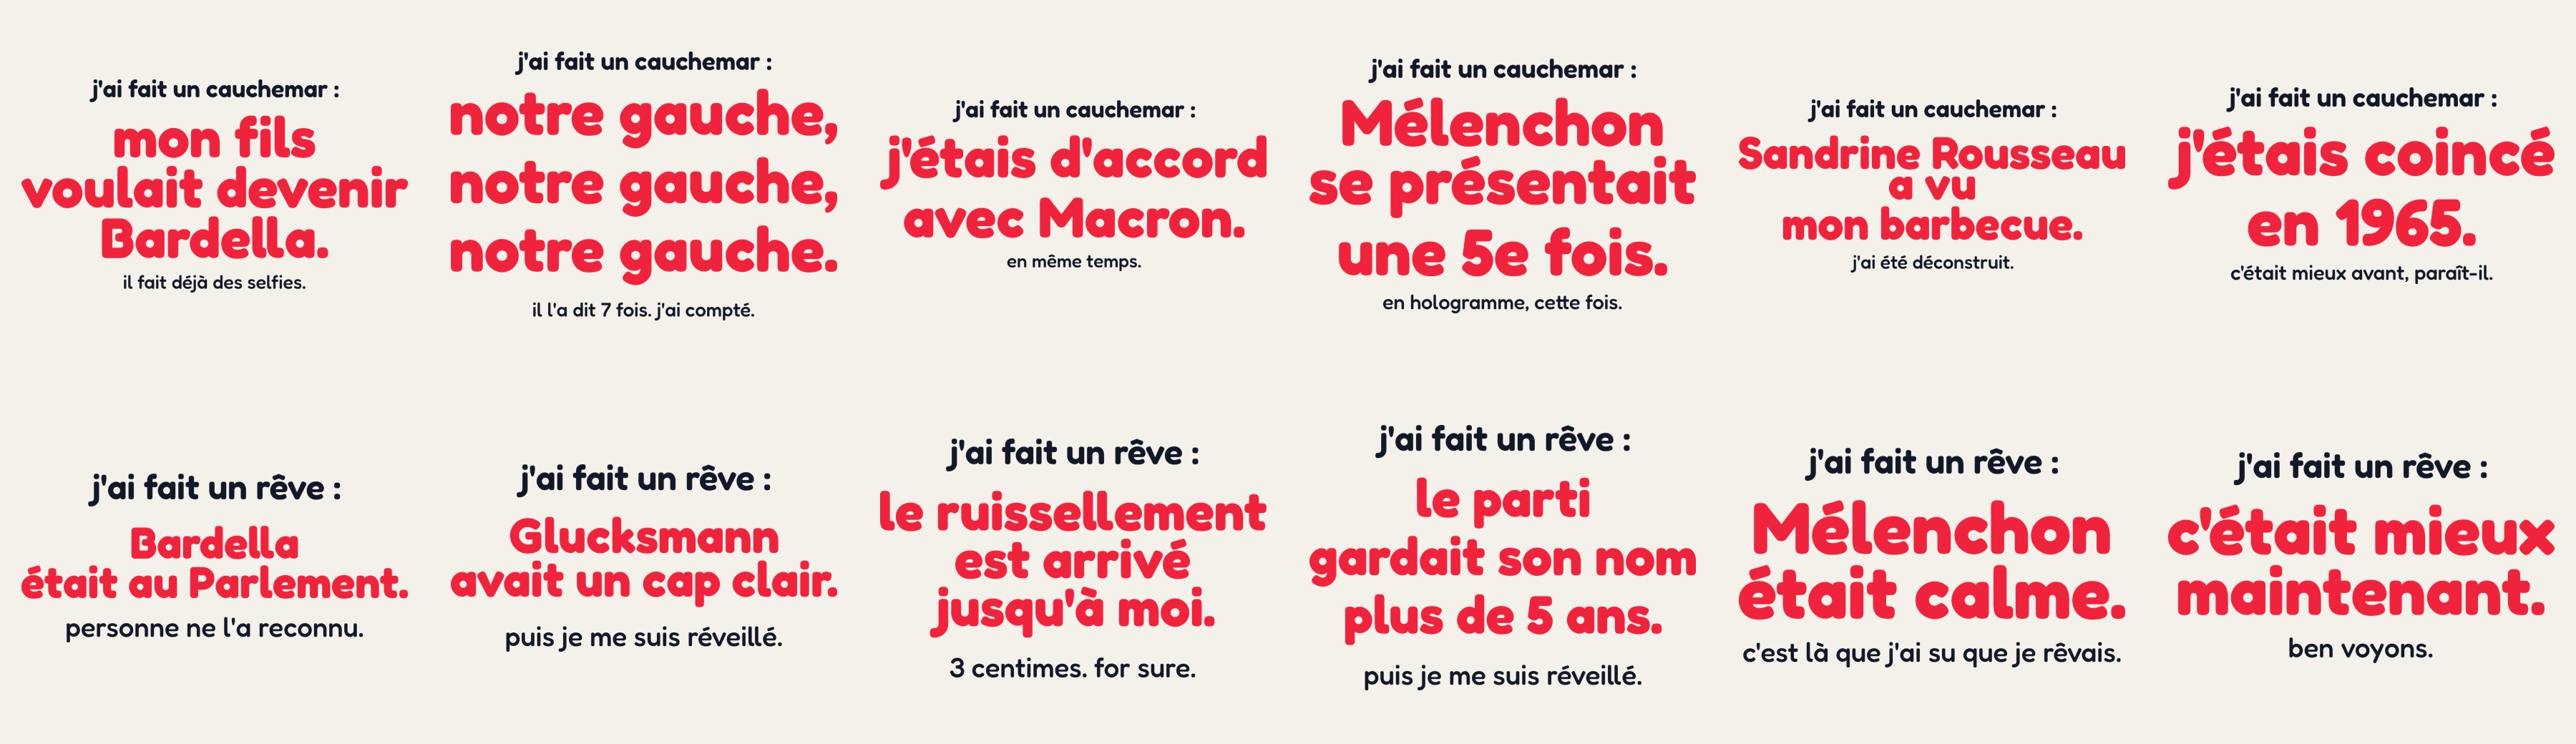 j'ai fait un cauchemar :
mon fils
voulait devenir
Bardella.
il fait déjà des selfies.
j'ai fait un cauchemar :
notre gauche,
notre gauche,
notre gauche.
il l'a dit 7 fois. j'ai compté.
j'ai fait un cauchemar :
j'étais d'accord
avec Macron.
en même temps.
j'ai fait un cauchemar :
Mélenchon
se présentait
une 5e fois.
en hologramme, cette fois.
j'ai fait un cauchemar :
Sandrine Rousseau
a vu
mon barbecue.
j'ai été déconstruit.
j'ai fait un cauchemar :
j'étais coincé
en 1965.
c'était mieux avant, paraît-il.
j'ai fait un rêve :
Bardella
était au Parlement.
personne ne l'a reconnu.
j'ai fait un rêve :
Glucksmann
avait un cap clair.
puis je me suis réveillé.
j'ai fait un rêve :
le ruissellement
est arrivé
jusqu'à moi.
3 centimes. for sure.
j'ai fait un rêve :
le parti
gardait son nom
plus de 5 ans.
puis je me suis réveillé.
j'ai fait un rêve :
Mélenchon
était calme.
c'est là que j'ai su que je rêvais.
j'ai fait un rêve :
c'était mieux
maintenant.
ben voyons.